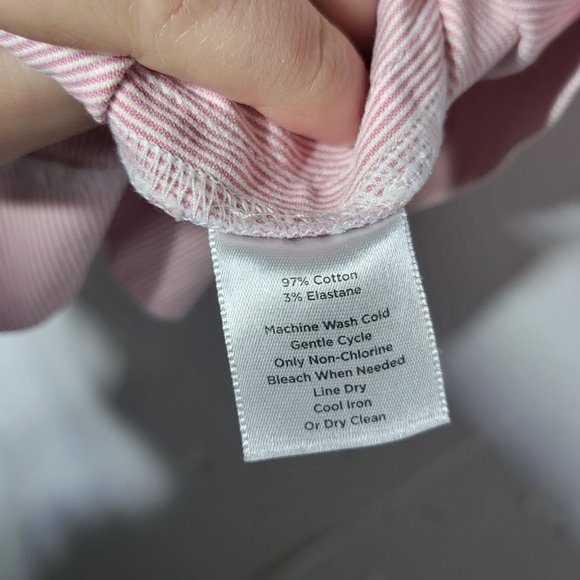 97% Cotton
3% Elastane
Machine Wash Cold
Gentle Cycle
Only Non-Chlorine
Bleach When Needed
Line Dry
Cool Iron
Or Dry Clean